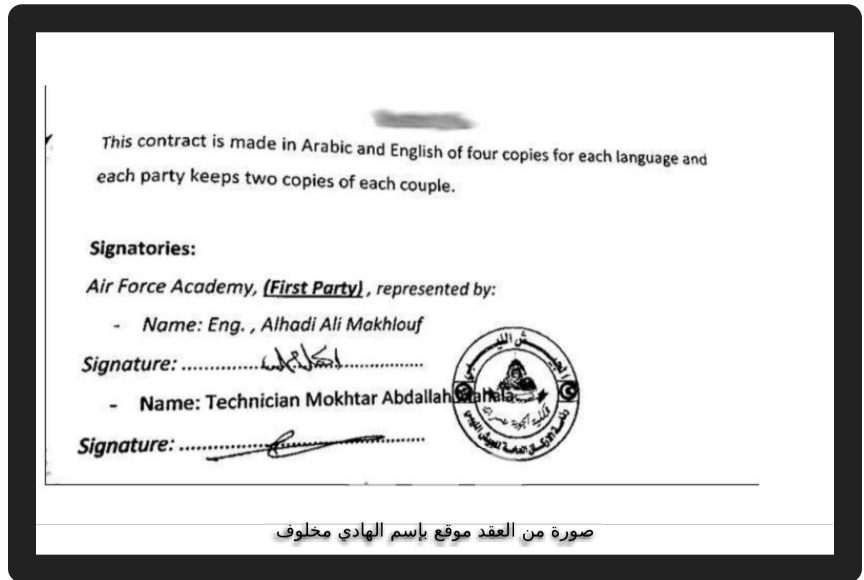 This contract is made in Arabic and English of four copies for each language and
each party keeps two copies of each couple.
Signatories:
Air Force Academy, (First Party), represented by:
- Name: Eng. , Alhadi Ali Makhlouf
Signature: ........................................
- Name: Technician Mokhtar Abdallah
الجيش الليبي
Signature: ........................................
صورة من العقد موقع بإسم الهادي مخلوف